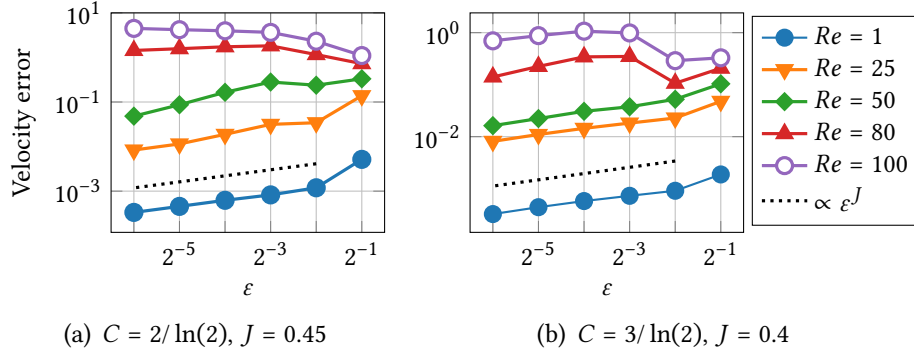 Velocity error
10^1
10^−1
10^−3
2^−5
2^−3
2^−1
ε
(a) C = 2/ ln(2), J = 0.45
10^0
10^−2
2^−5
2^−3
2^−1
ε
(b) C = 3/ ln(2), J = 0.4
Re = 1
Re = 25
Re = 50
Re = 80
Re = 100
∝ ε^J